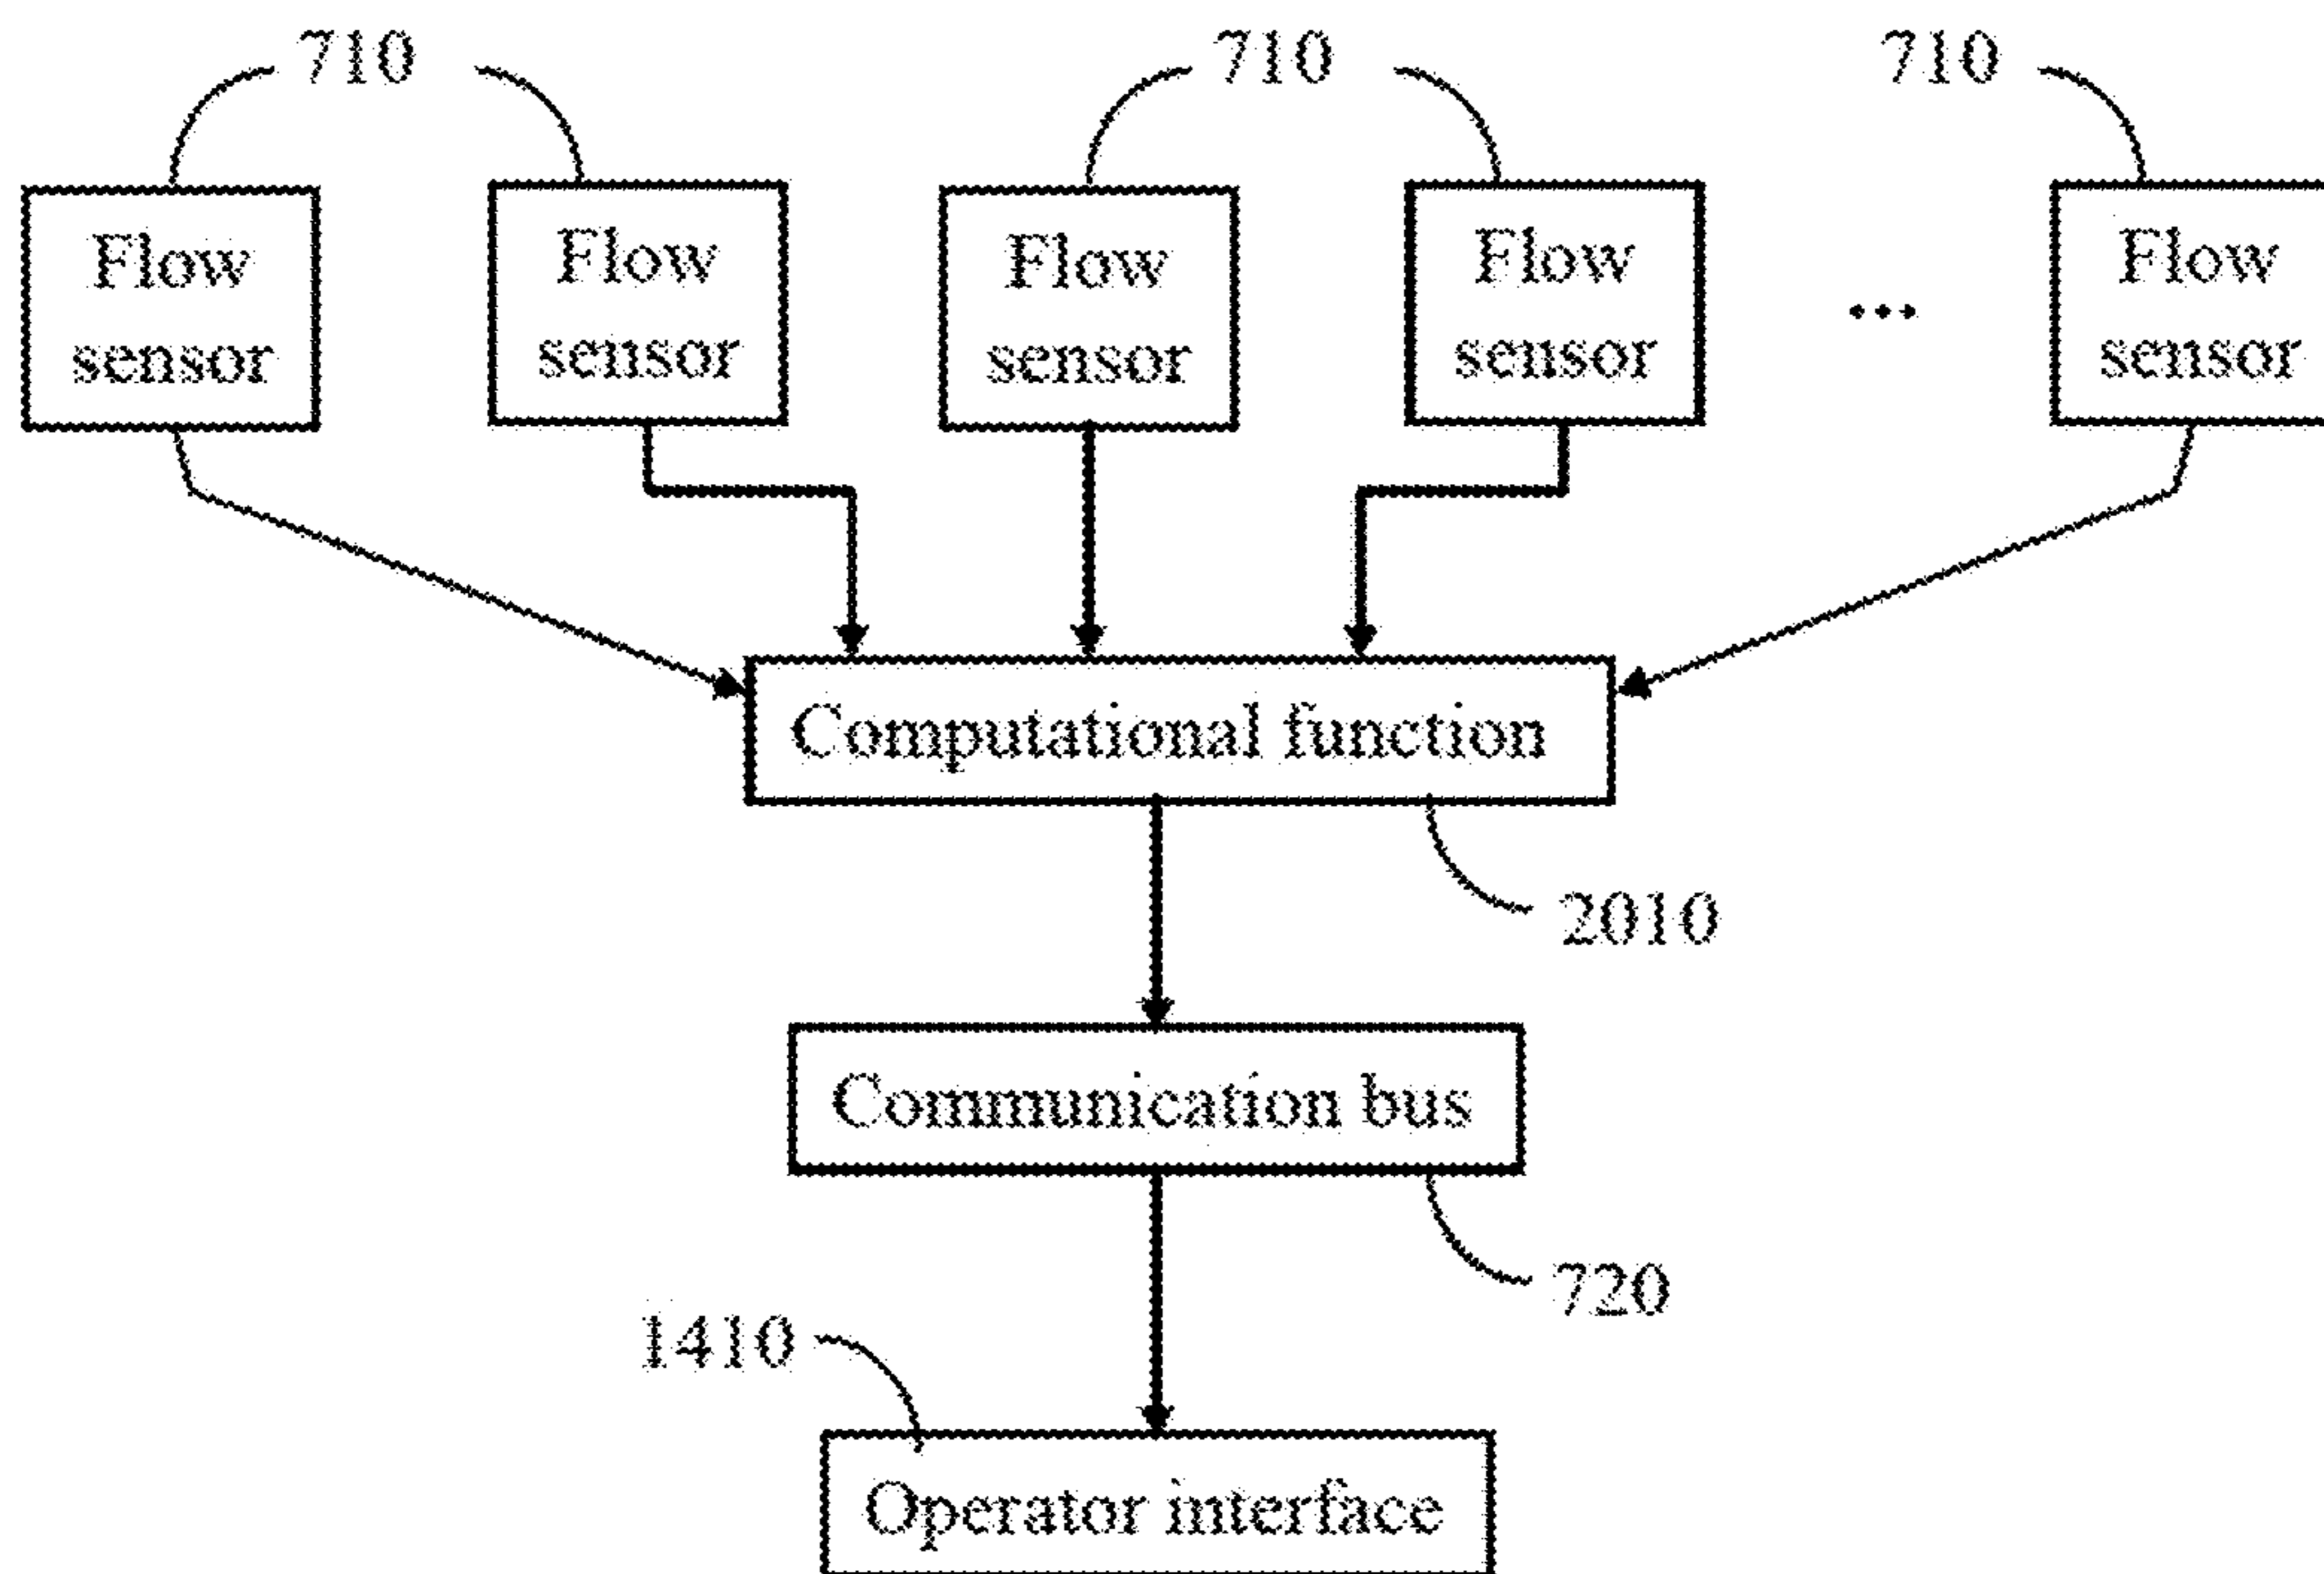 710
710
710
Flow
sensor
Flow
sensor
Flow
sensor
Flow
sensor
...
Flow
sensor
Computational function
2010
Communication bus
720
1410
Operator interface